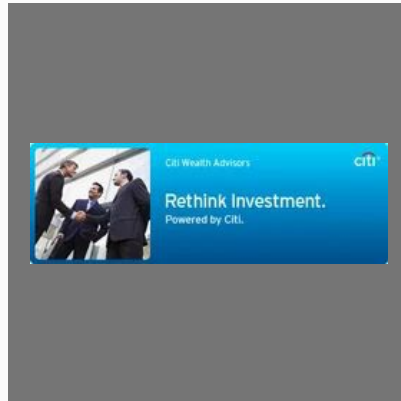 Citi Wealth Advisors
citi®
Rethink Investment.
Powered by Citi.